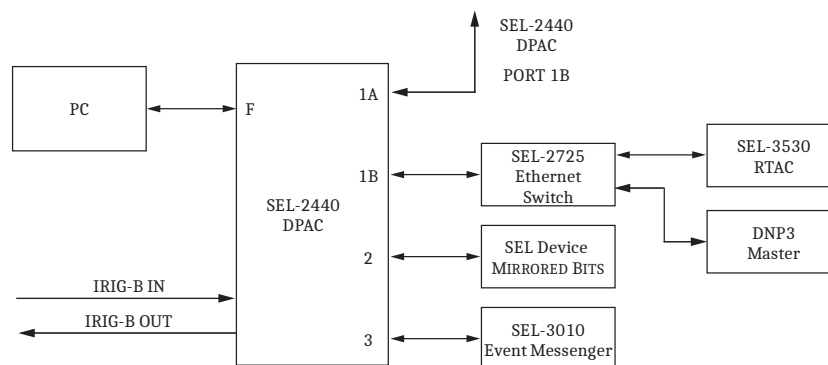 SEL-2440
DPAC
PORT 1B
PC
F
1A
SEL-2725
Ethernet
Switch
SEL-3530
RTAC
1B
SEL-2440
DPAC
DNP3
Master
2
SEL Device
MIRRORED BITS
IRIG-B IN
IRIG-B OUT
3
SEL-3010
Event Messenger